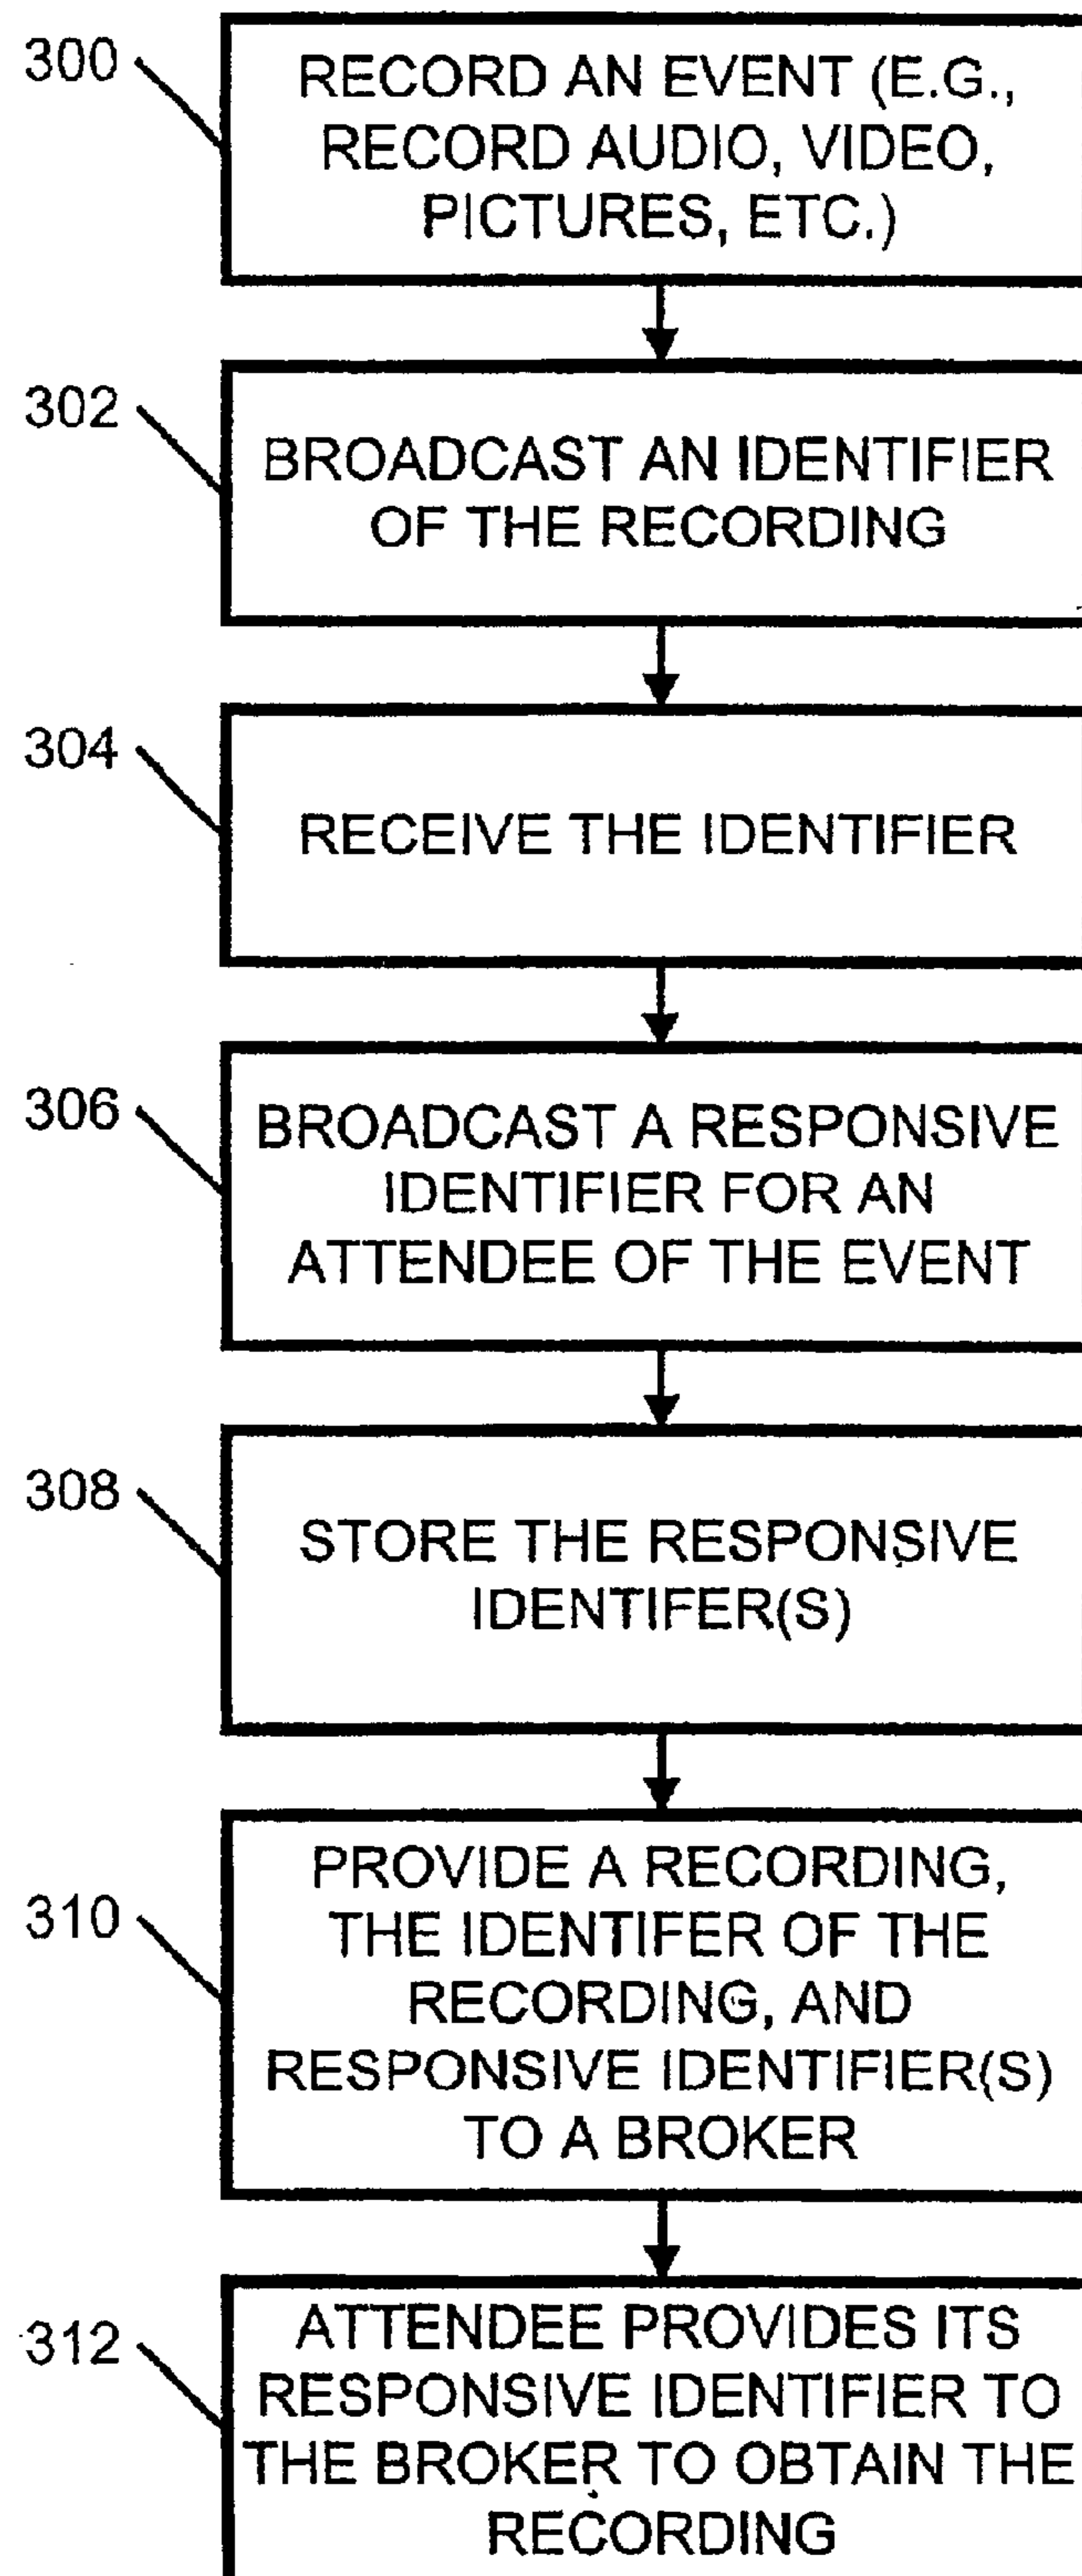 300
RECORD AN EVENT (E.G.,
RECORD AUDIO, VIDEO,
PICTURES, ETC.)
302
BROADCAST AN IDENTIFIER
OF THE RECORDING
304
RECEIVE THE IDENTIFIER
306
BROADCAST A RESPONSIVE
IDENTIFIER FOR AN
ATTENDEE OF THE EVENT
308
STORE THE RESPONSIVE
IDENTIFER(S)
310
PROVIDE A RECORDING,
THE IDENTIFER OF THE
RECORDING, AND
RESPONSIVE IDENTIFIER(S)
TO A BROKER
312
ATTENDEE PROVIDES ITS
RESPONSIVE IDENTIFIER TO
THE BROKER TO OBTAIN THE
RECORDING